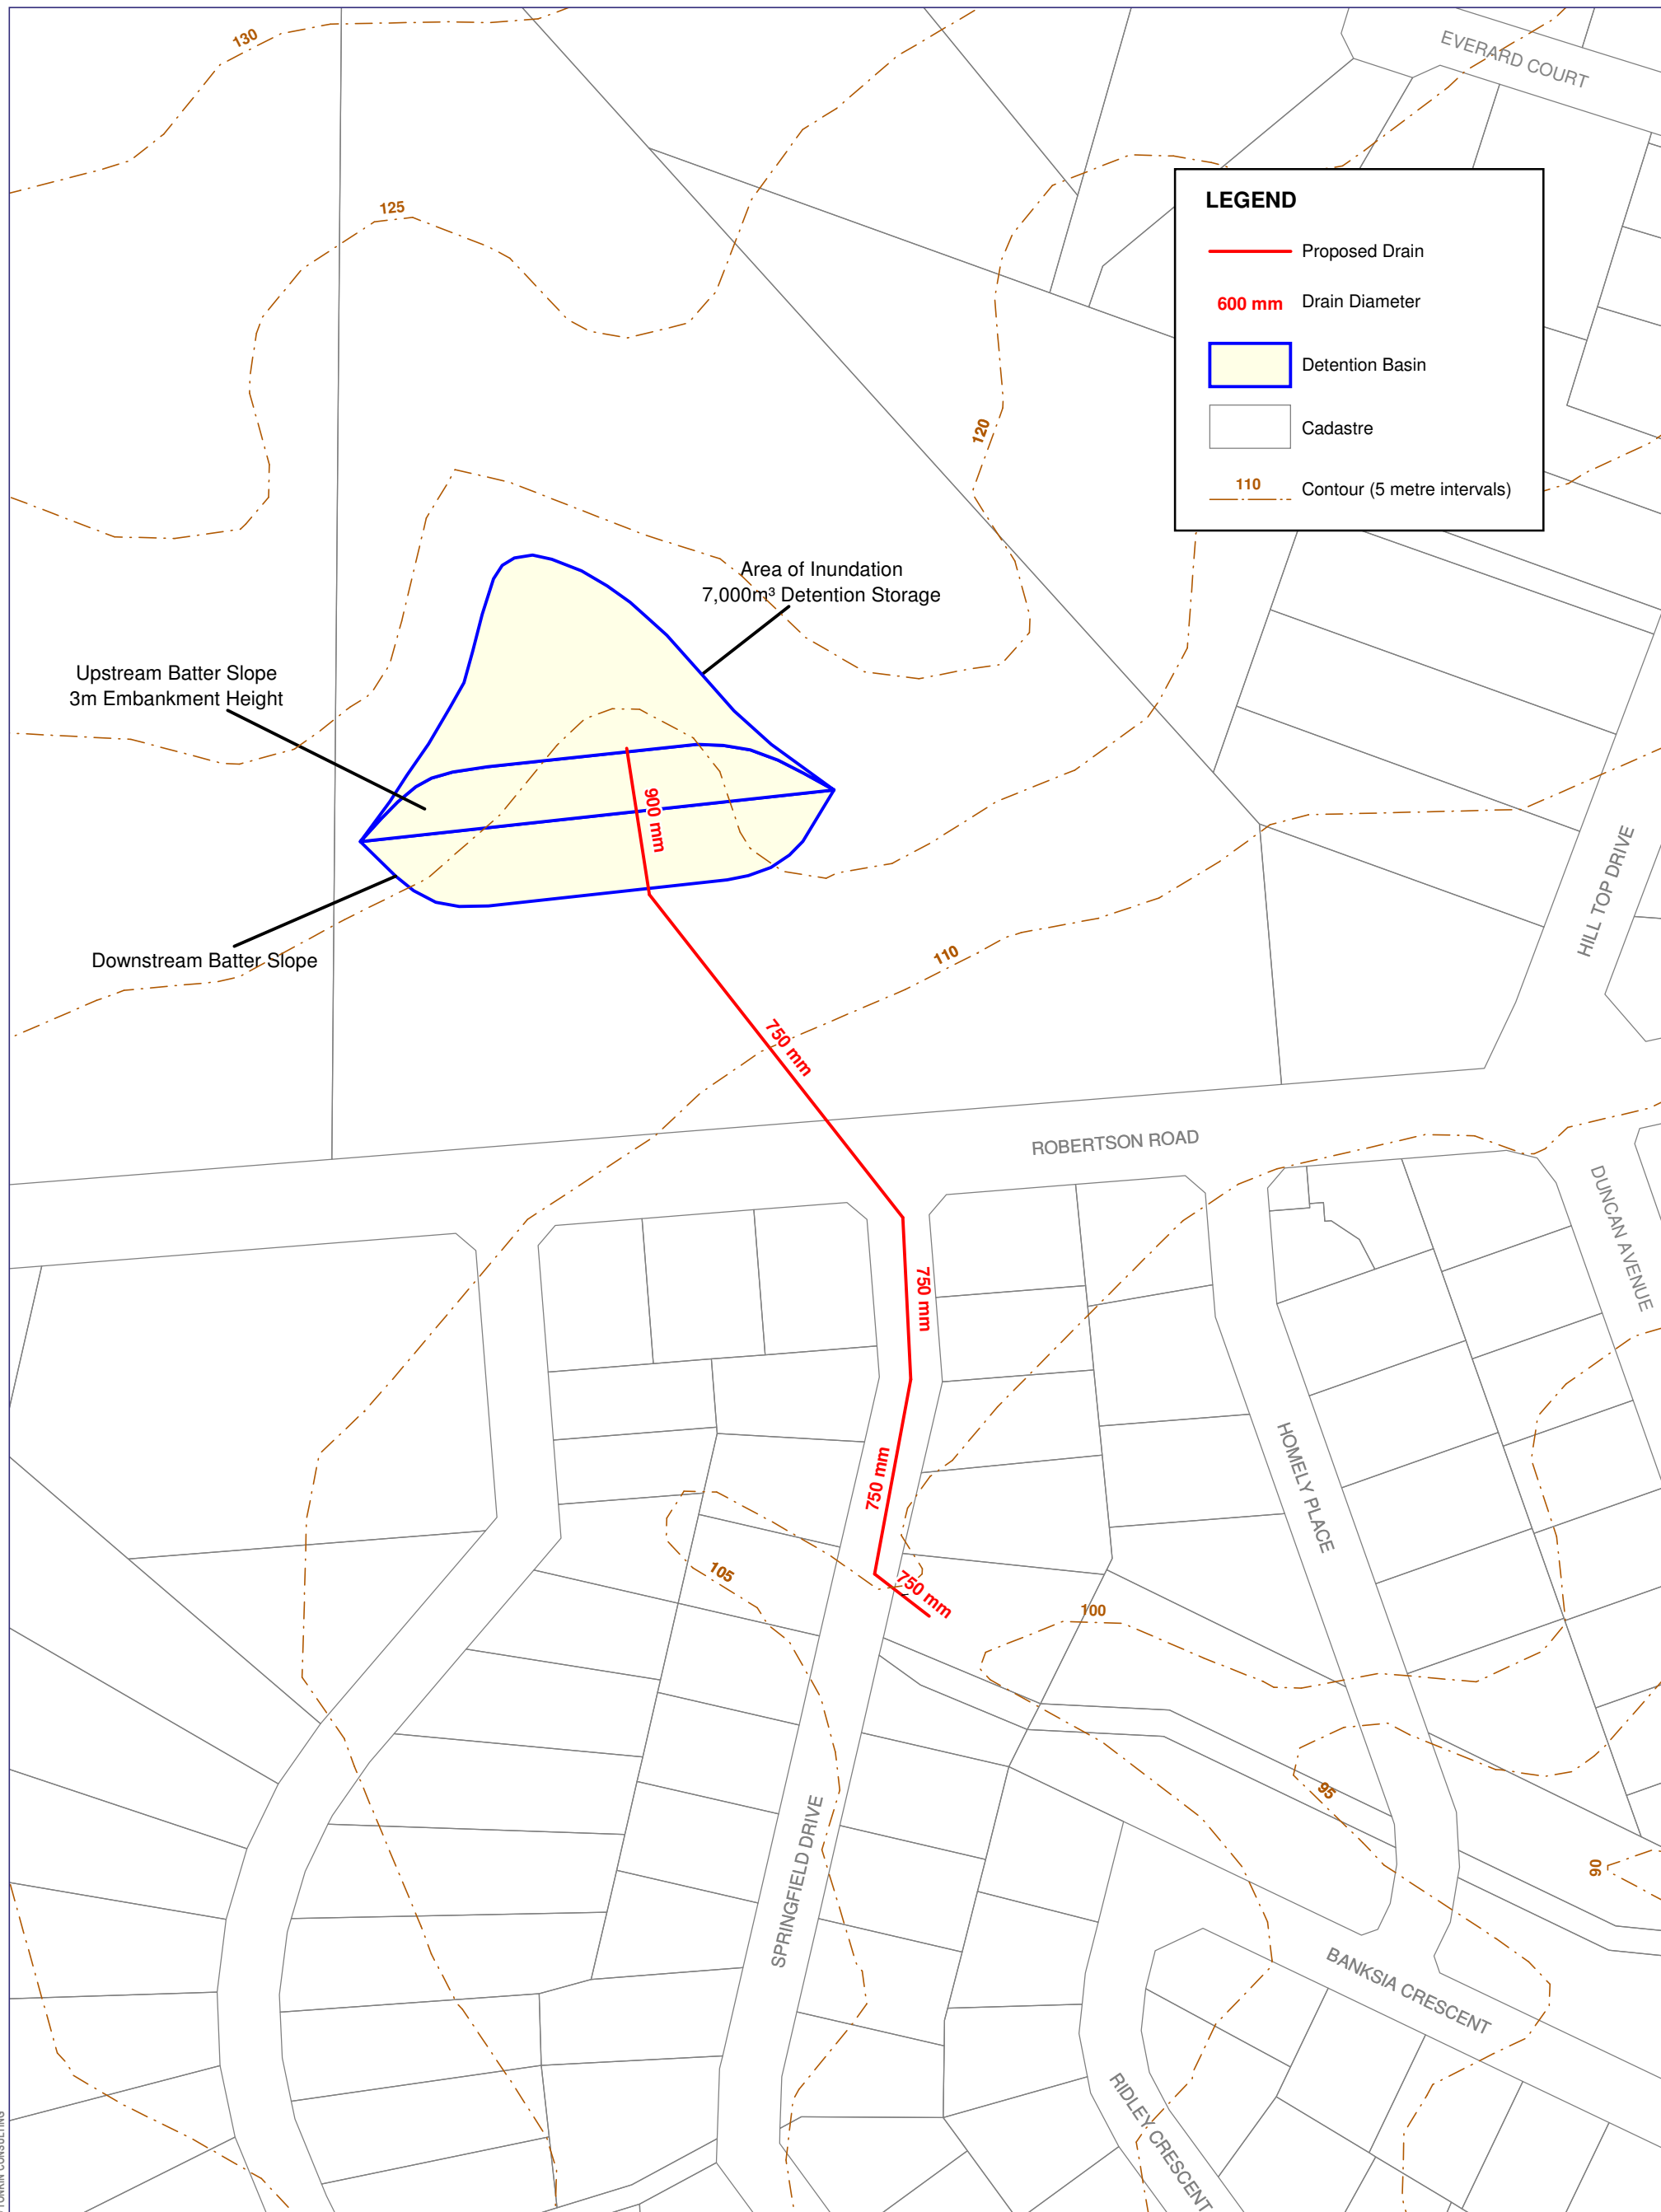 130
EVERARD COURT
125
LEGEND
Proposed Drain
600 mm Drain Diameter
Detention Basin
Cadastre
110 Contour (5 metre intervals)
120
Area of Inundation
7,000m³ Detention Storage
Upstream Batter Slope
3m Embankment Height
900 mm
HILL TOP DRIVE
Downstream Batter Slope
110
750 mm
ROBERTSON ROAD
DUNCAN AVENUE
750 mm
750 mm
HOMELY PLACE
105
750 mm
100
95
SPRINGFIELD DRIVE
90
BANKSIA CRESCENT
RIDLEY CRESCENT
TONKIN CONSULTING